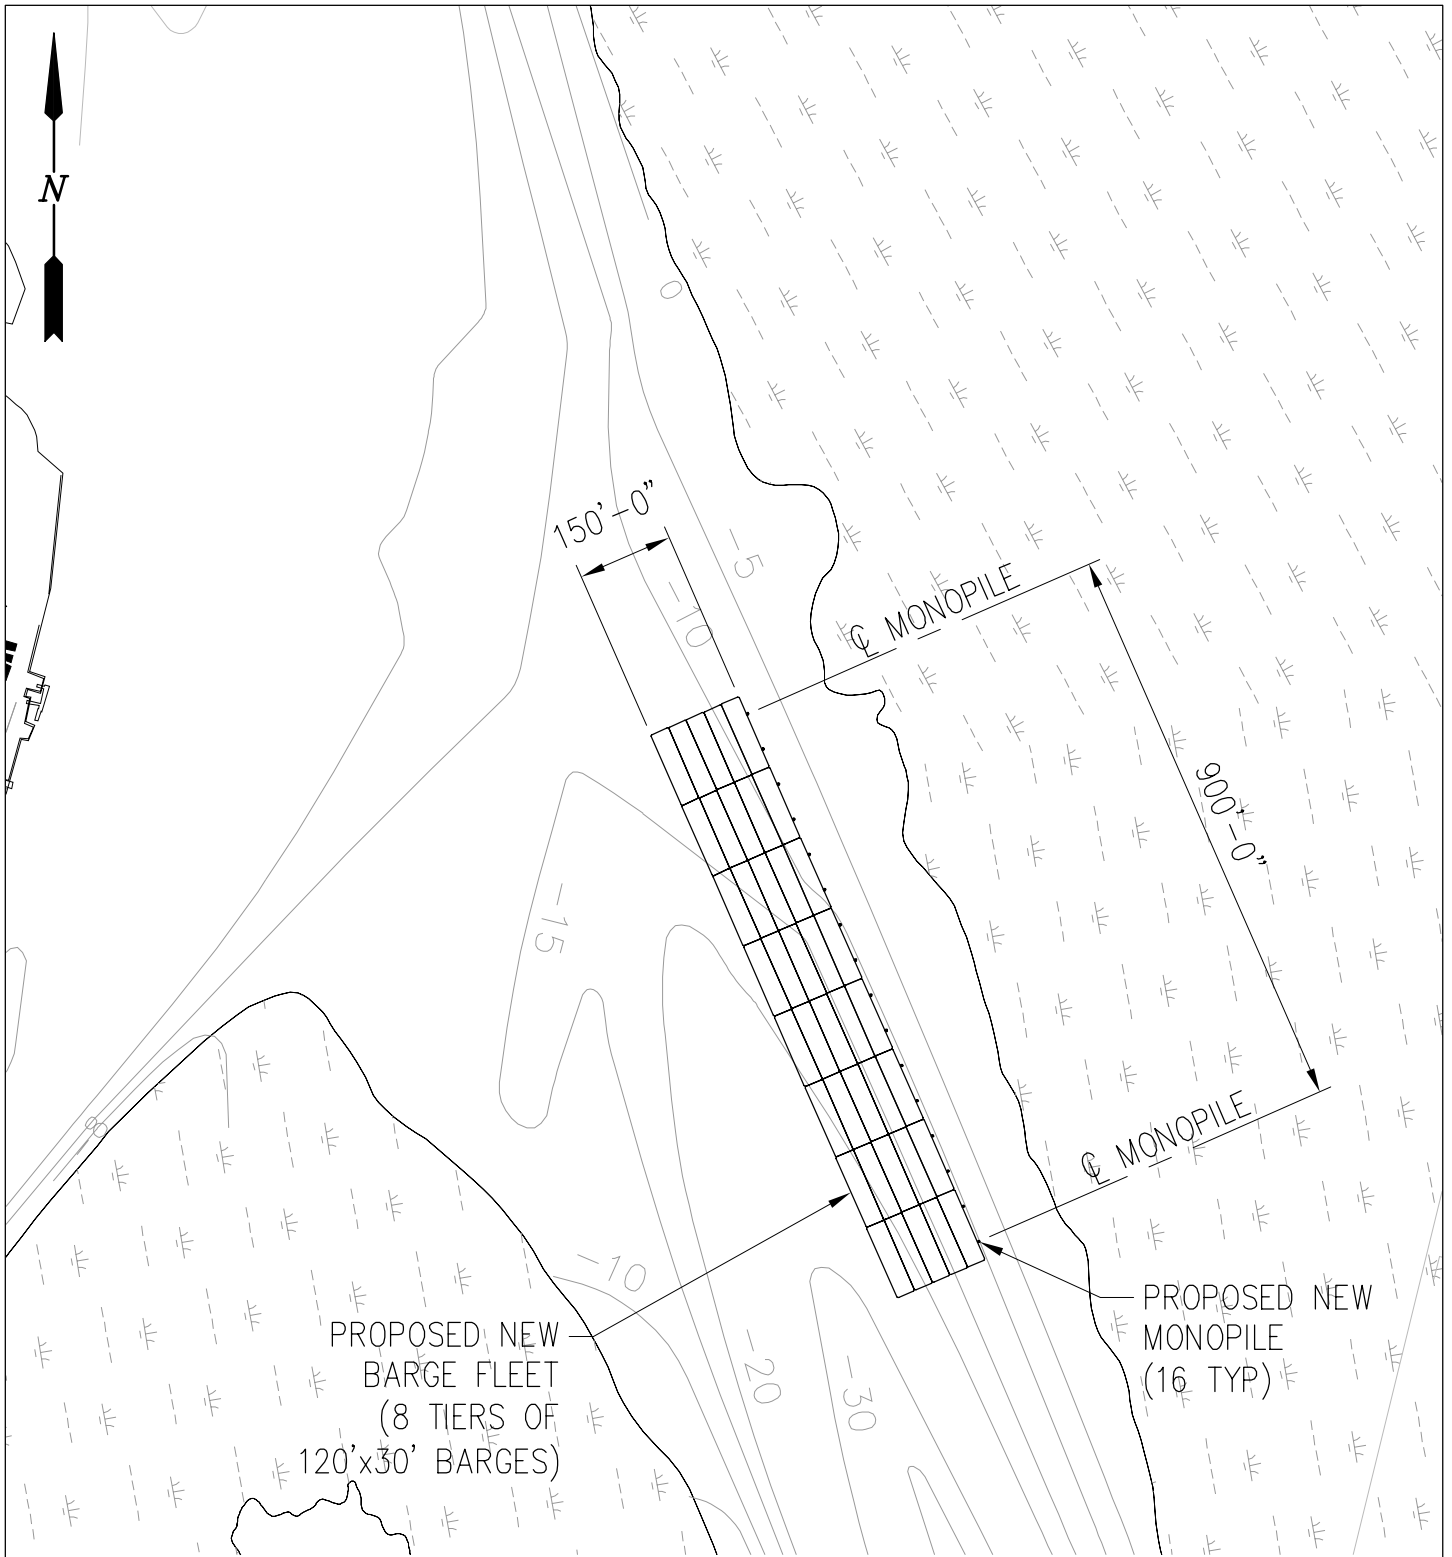 N
0
150'-0"
-5
-10
℄ MONOPILE
900'-0"
-15
℄ MONOPILE
-10
PROPOSED NEW
BARGE FLEET
(8 TIERS OF
120'x30' BARGES)
PROPOSED NEW
MONOPILE
(16 TYP)
-20
-30